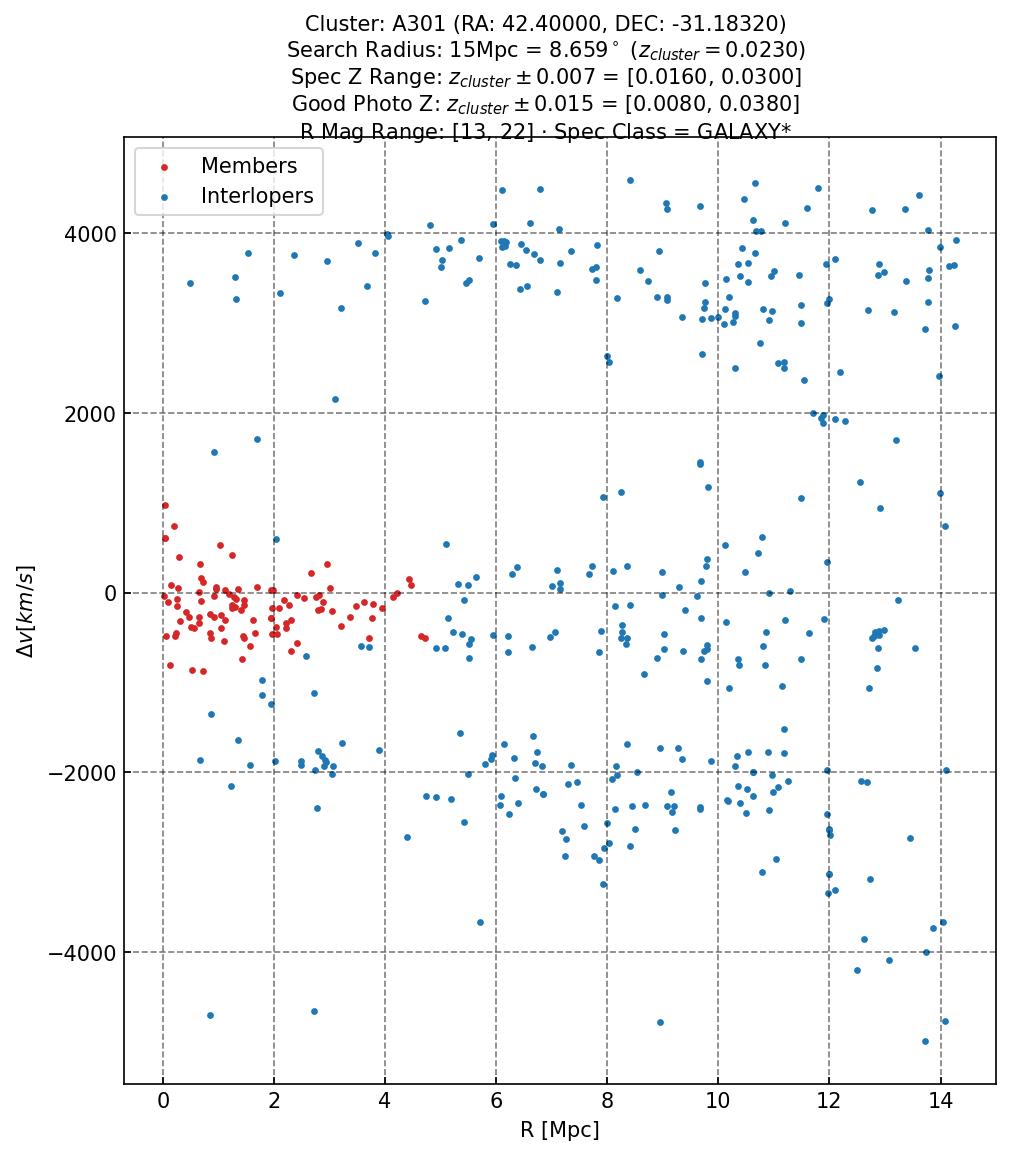 Cluster: A301 (RA: 42.40000, DEC: -31.18320)
Search Radius: 15Mpc = 8.659° (z_cluster = 0.0230)
Spec Z Range: z_cluster ± 0.007 = [0.0160, 0.0300]
Good Photo Z: z_cluster ± 0.015 = [0.0080, 0.0380]
R Mag Range: [13, 22] · Spec Class = GALAXY*
Members
Interlopers
4000
2000
0
−2000
−4000
Δv[km/s]
0 2 4 6 8 10 12 14
R [Mpc]